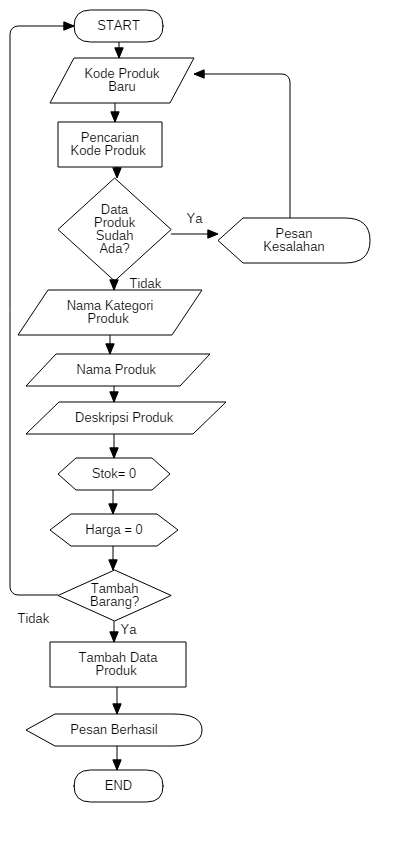 START
Kode Produk
Baru
Pencarian
Kode Produk
Data
Produk
Sudah
Ada?
Ya
Pesan
Kesalahan
Tidak
Nama Kategori
Produk
Nama Produk
Deskripsi Produk
Stok= 0
Harga = 0
Tambah
Barang?
Tidak
Ya
Tambah Data
Produk
Pesan Berhasil
END